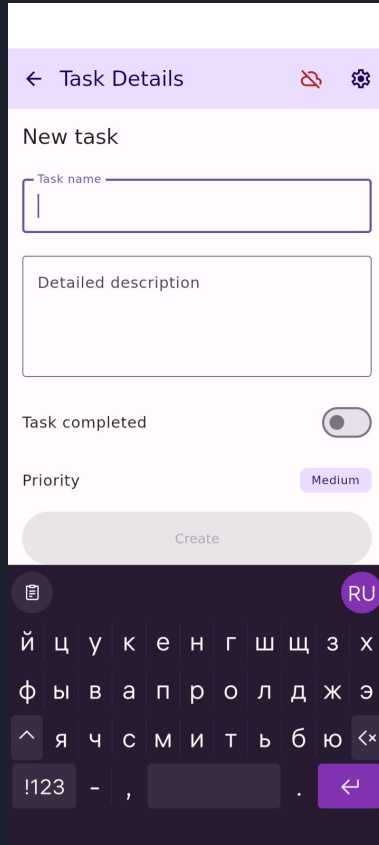 Task Details
New task
Task name
Detailed description
Task completed
Priority
Medium
Create
RU
й ц у к е н г ш щ з х
ф ы в а п р о л д ж э
я ч с м и т ь б ю
!123 - , .